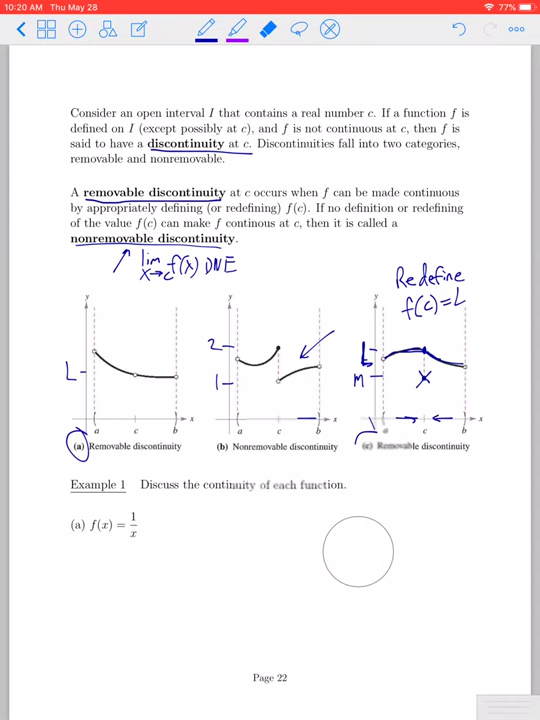 10:20 AM Thu May 28
77%
Consider an open interval I that contains a real number c. If a function f is
defined on I (except possibly at c), and f is not continuous at c, then f is
said to have a discontinuity at c. Discontinuities fall into two categories,
removable and nonremovable.
A removable discontinuity at c occurs when f can be made continuous
by appropriately defining (or redefining) f(c). If no definition or redefining
of the value f(c) can make f continous at c, then it is called a
nonremovable discontinuity.
lim x→c f(x) DNE
Redefine
f(c)=L
y
y
y
L
2
1
L
M
a c b x
a c b x
a c b x
(a) Removable discontinuity
(b) Nonremovable discontinuity
(c) Removable discontinuity
Example 1 Discuss the continuity of each function.
(a) f(x) = 1/x
Page 22